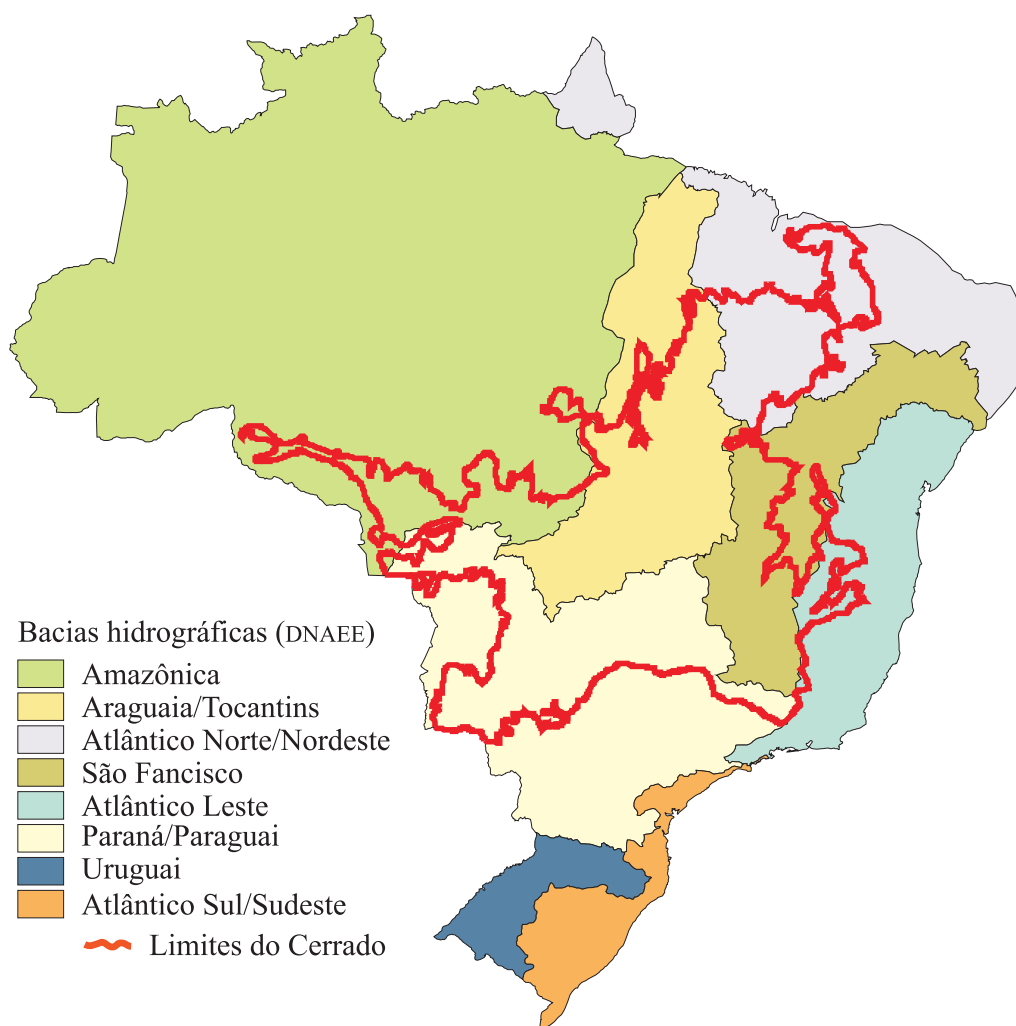 Bacias hidrográficas (DNAEE)
Amazônica
Araguaia/Tocantins
Atlântico Norte/Nordeste
São Fancisco
Atlântico Leste
Paraná/Paraguai
Uruguai
Atlântico Sul/Sudeste
Limites do Cerrado